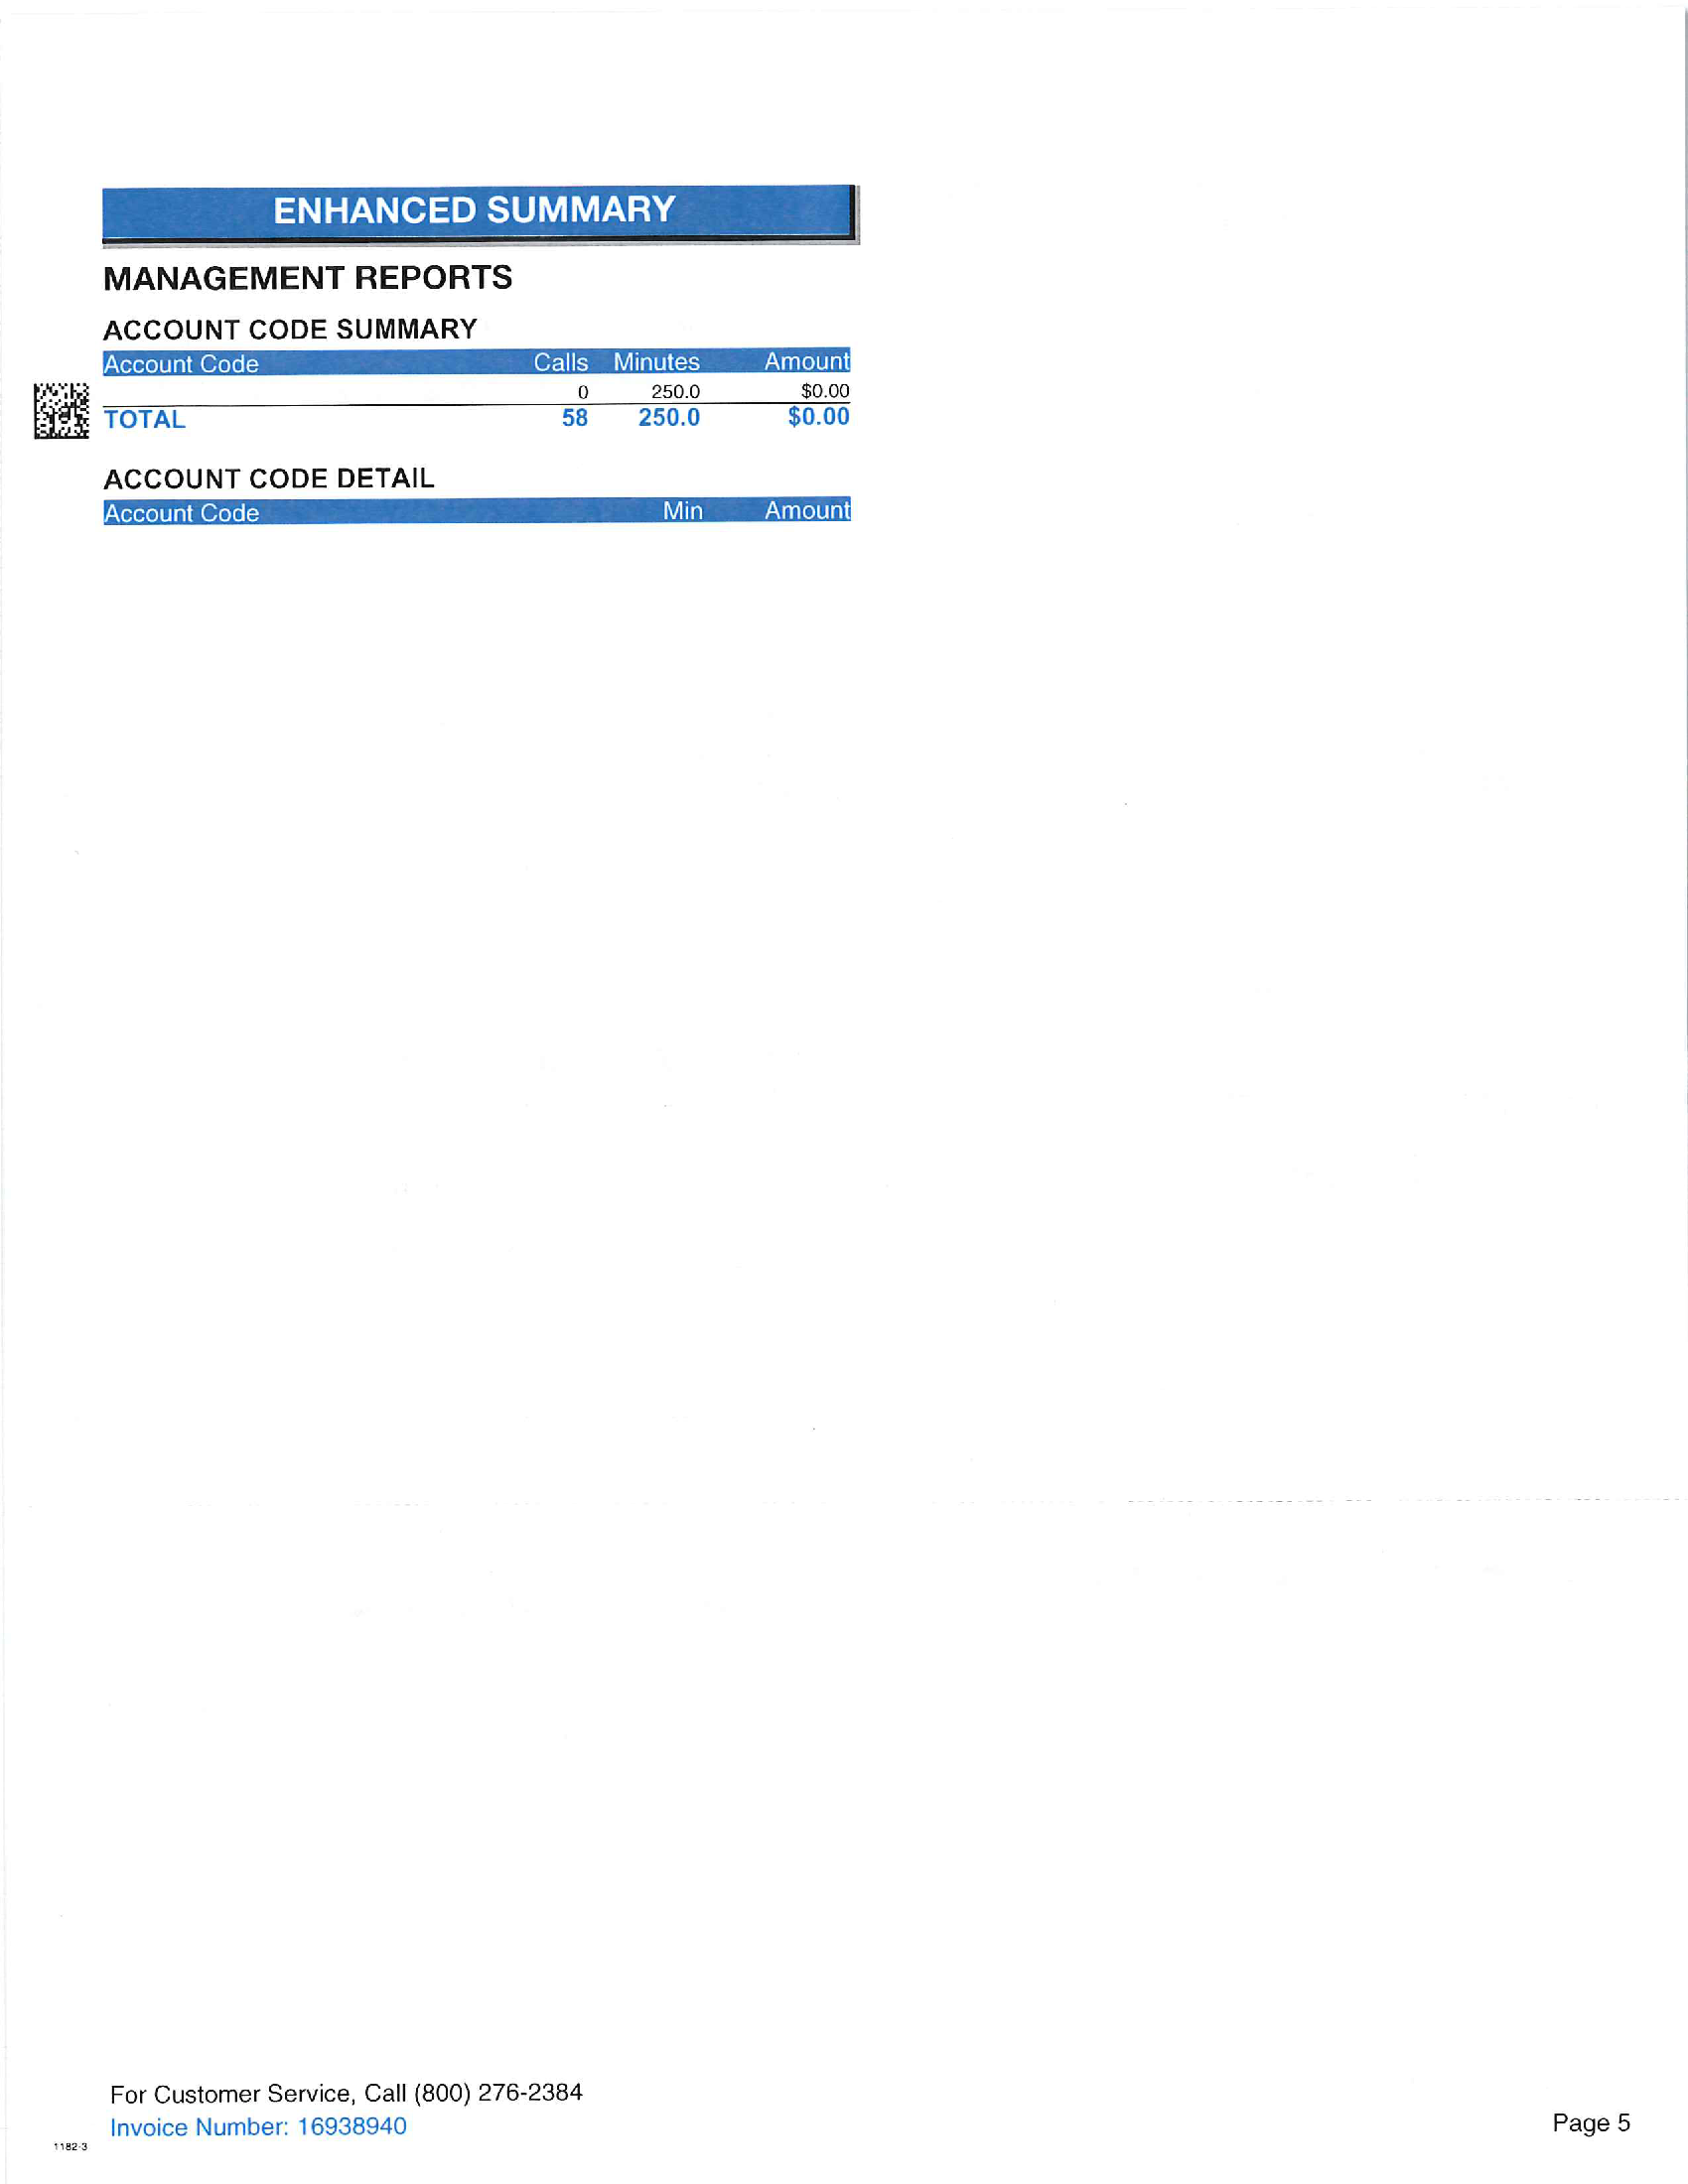 ENHANCED SUMMARY
MANAGEMENT REPORTS
ACCOUNT CODE SUMMARY
Account Code Calls Minutes Amount
0 250.0 $0.00
TOTAL 58 250.0 $0.00
ACCOUNT CODE DETAIL
Account Code Min Amount
For Customer Service, Call (800) 276-2384
Invoice Number: 16938940
Page 5
1182-3